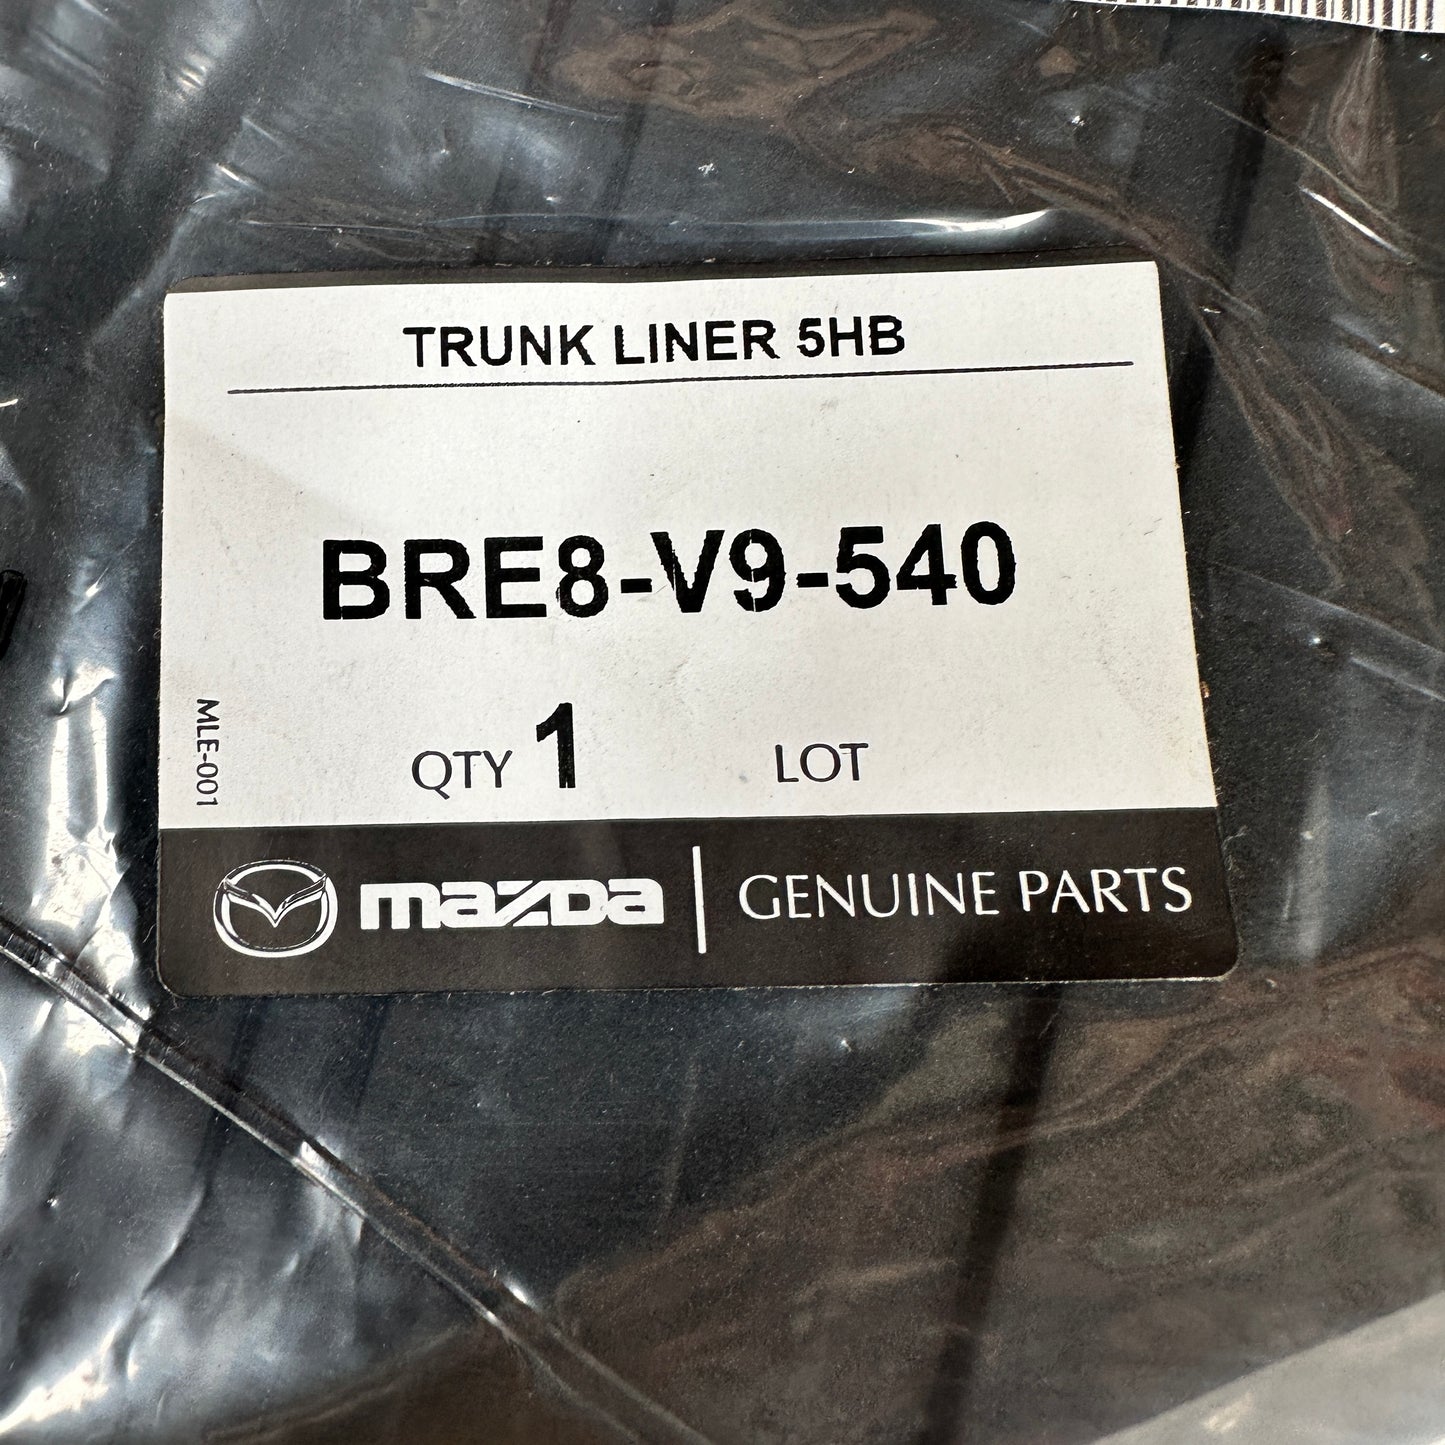 TRUNK LINER 5HB
BRE8-V9-540
QTY 1 LOT
MLE-001
mazda GENUINE PARTS